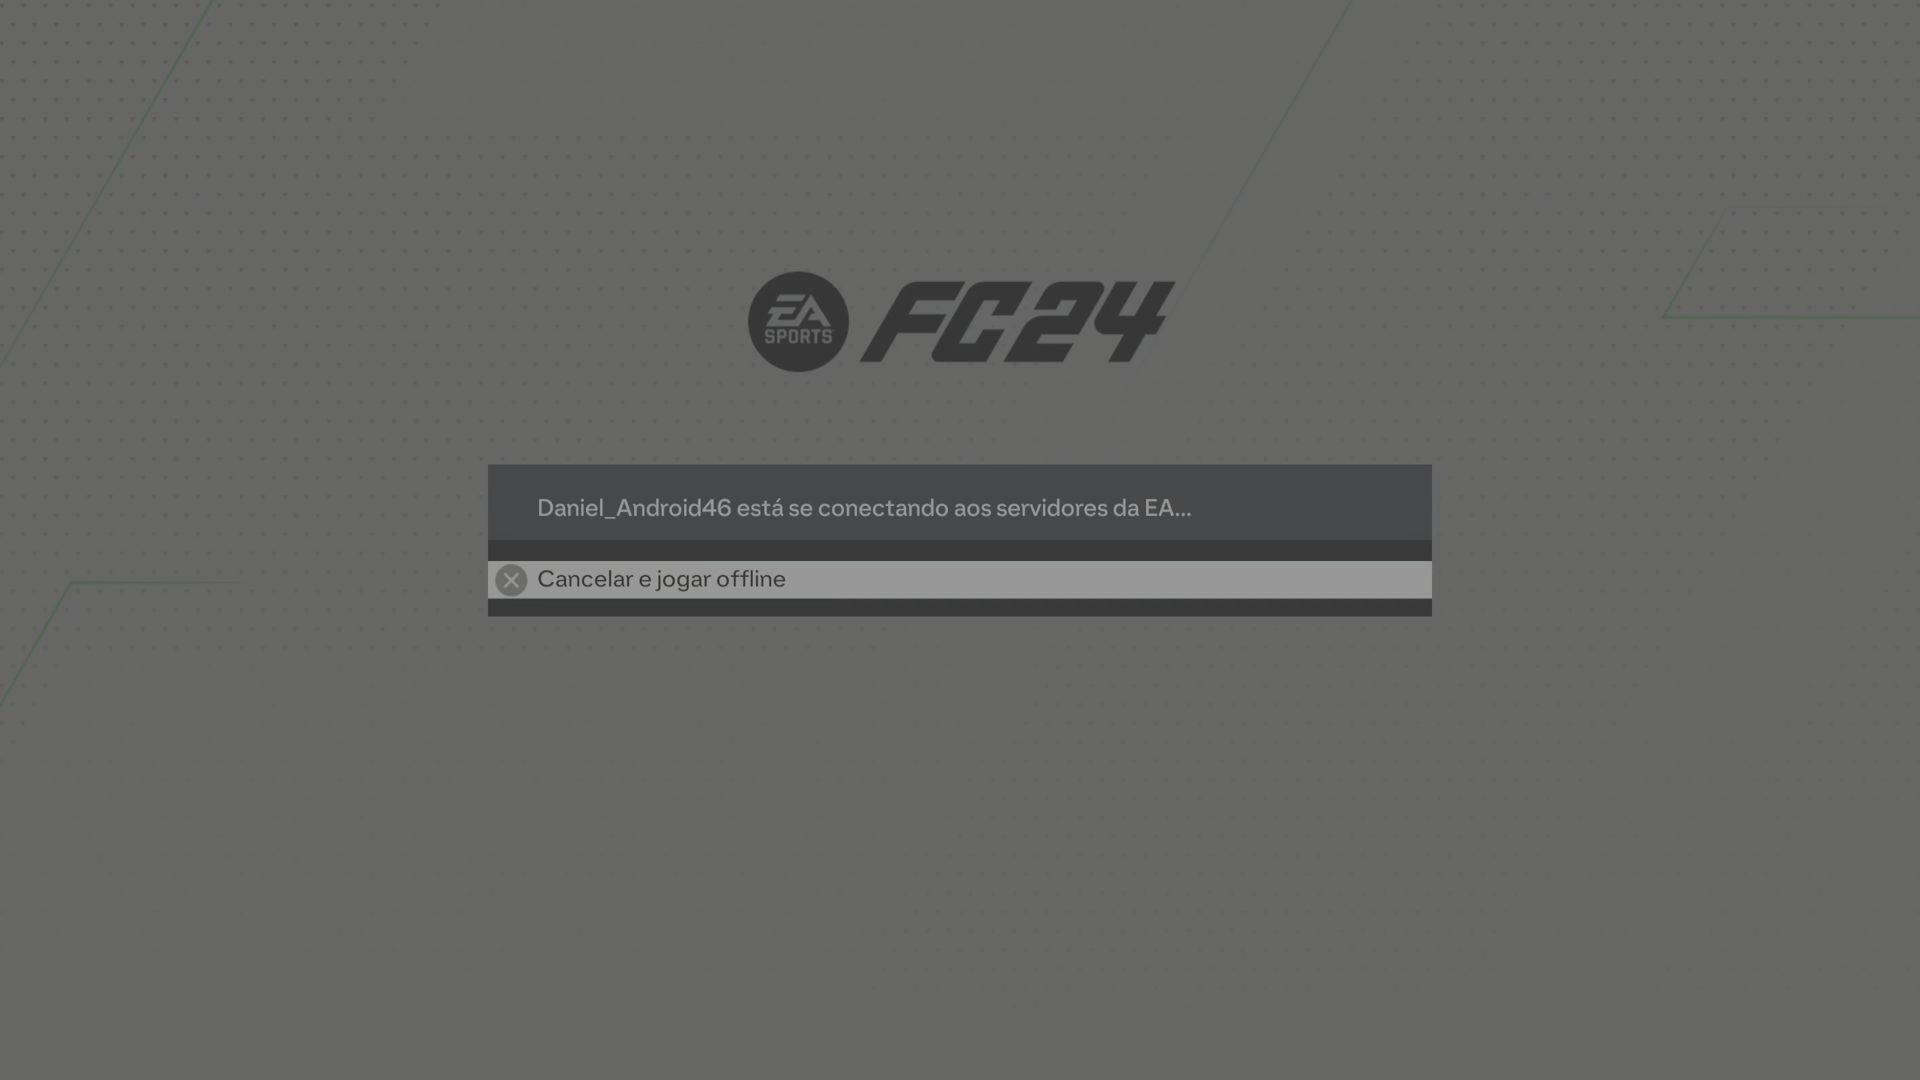 EA
SPORTS
FC24
Daniel_Android46 está se conectando aos servidores da EA...
Cancelar e jogar offline